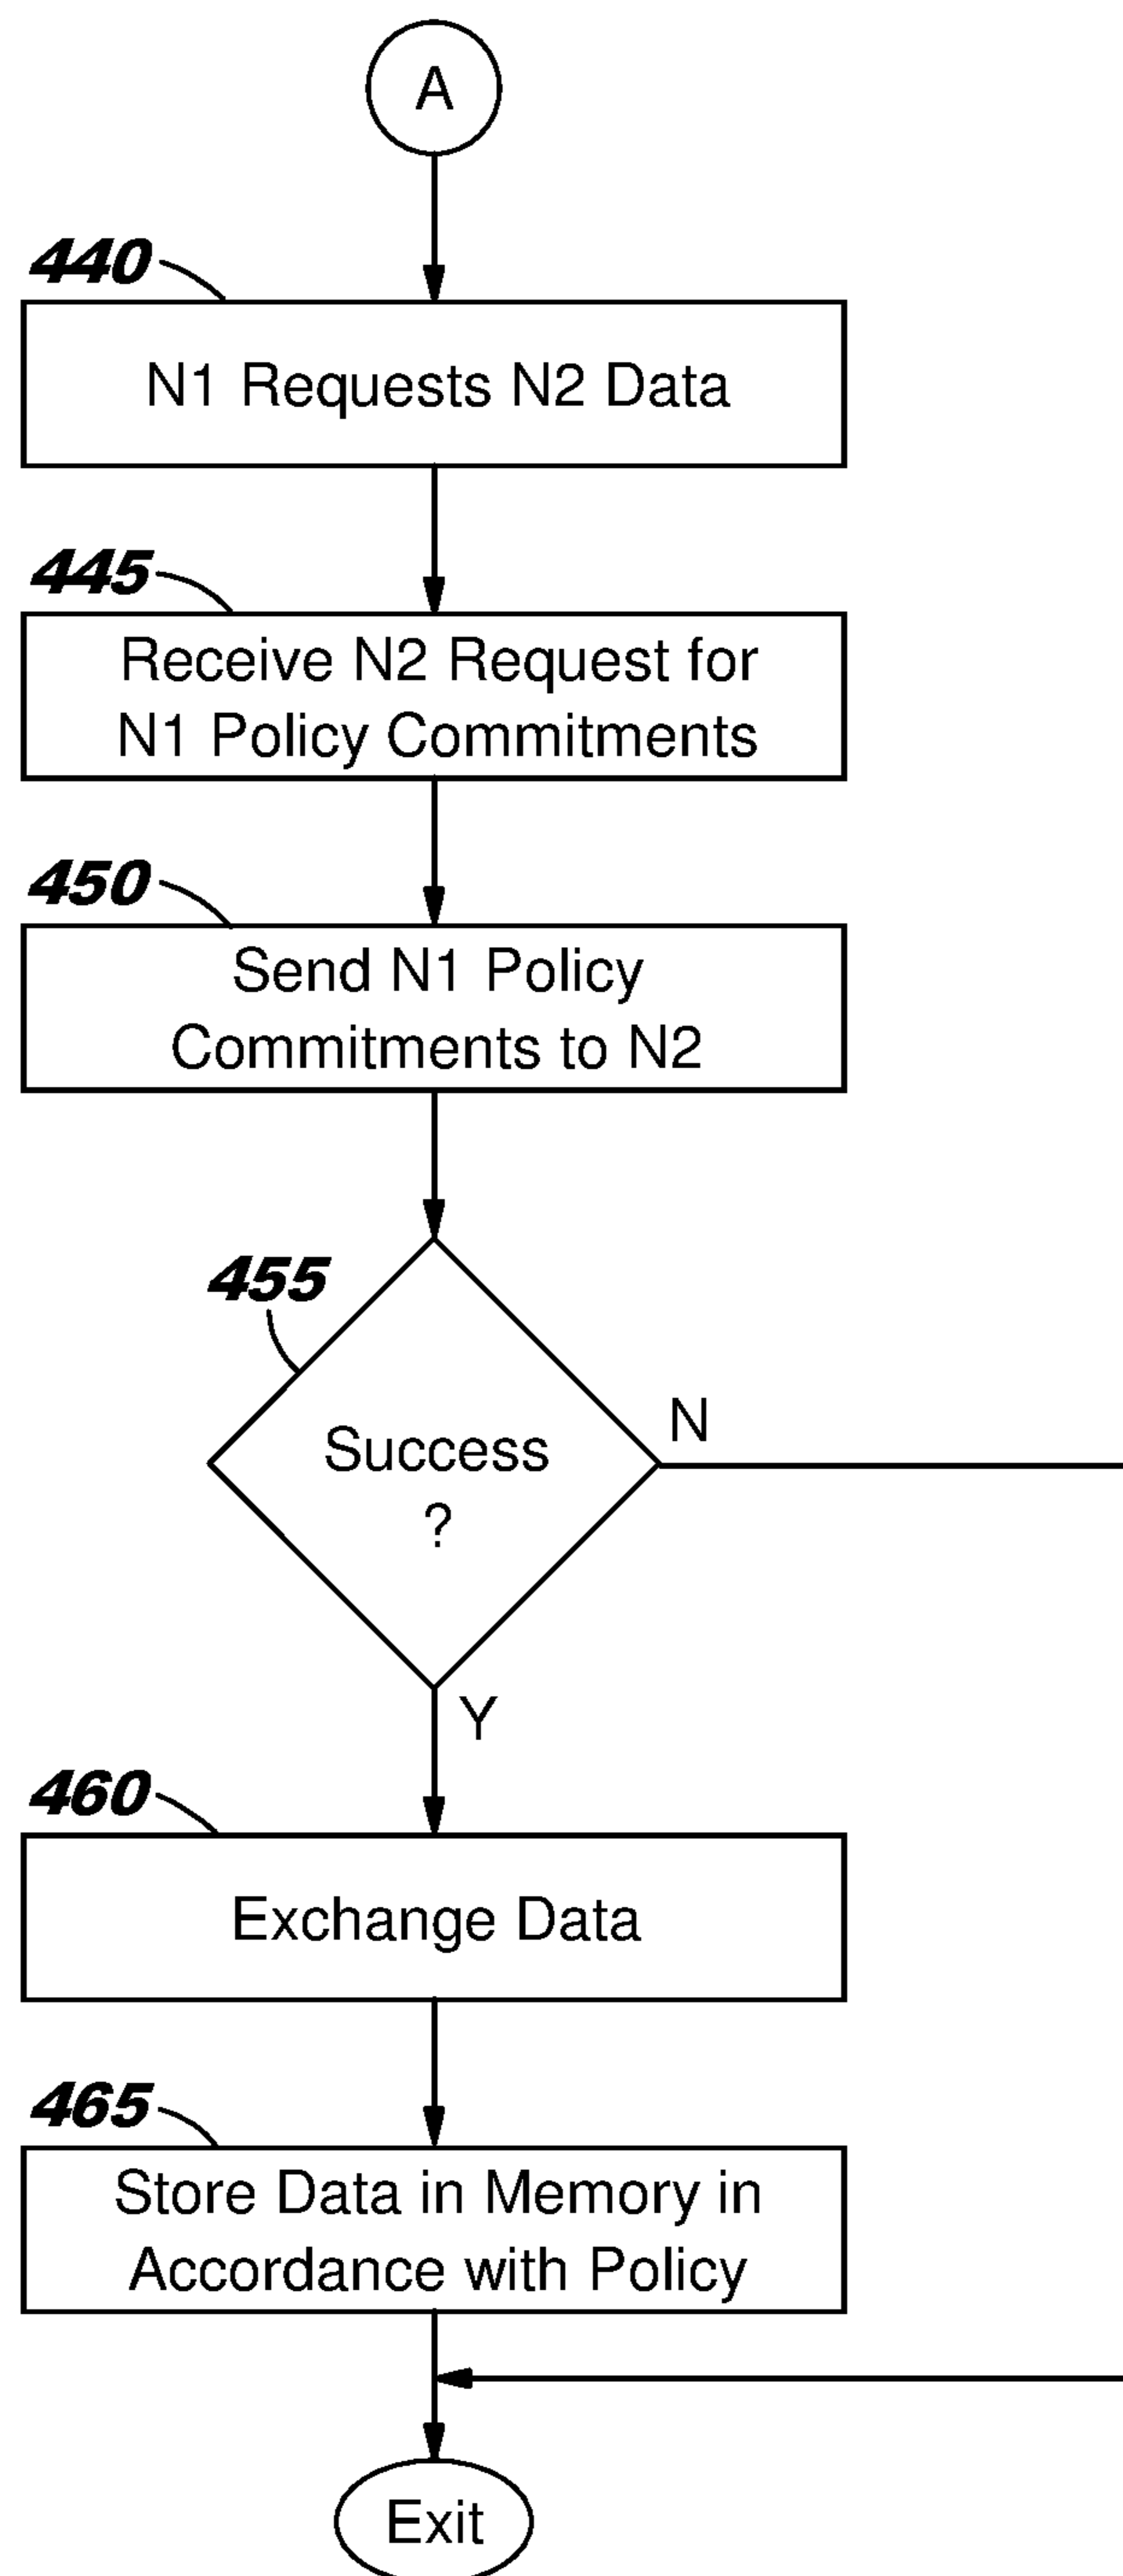 A
440
N1 Requests N2 Data
445
Receive N2 Request for
N1 Policy Commitments
450
Send N1 Policy
Commitments to N2
455
Success
?
N
Y
460
Exchange Data
465
Store Data in Memory in
Accordance with Policy
Exit